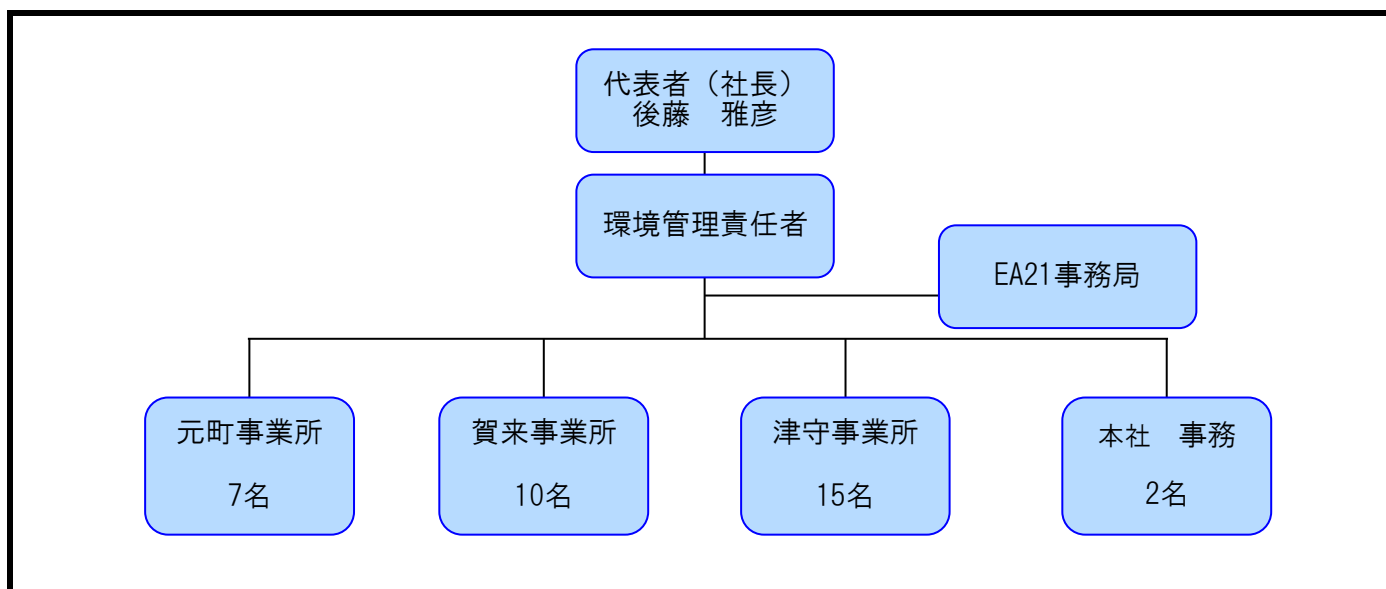 代表者（社長）
後藤　雅彦
環境管理責任者
EA21事務局
元町事業所
7名
賀来事業所
10名
津守事業所
15名
本社　事務
2名